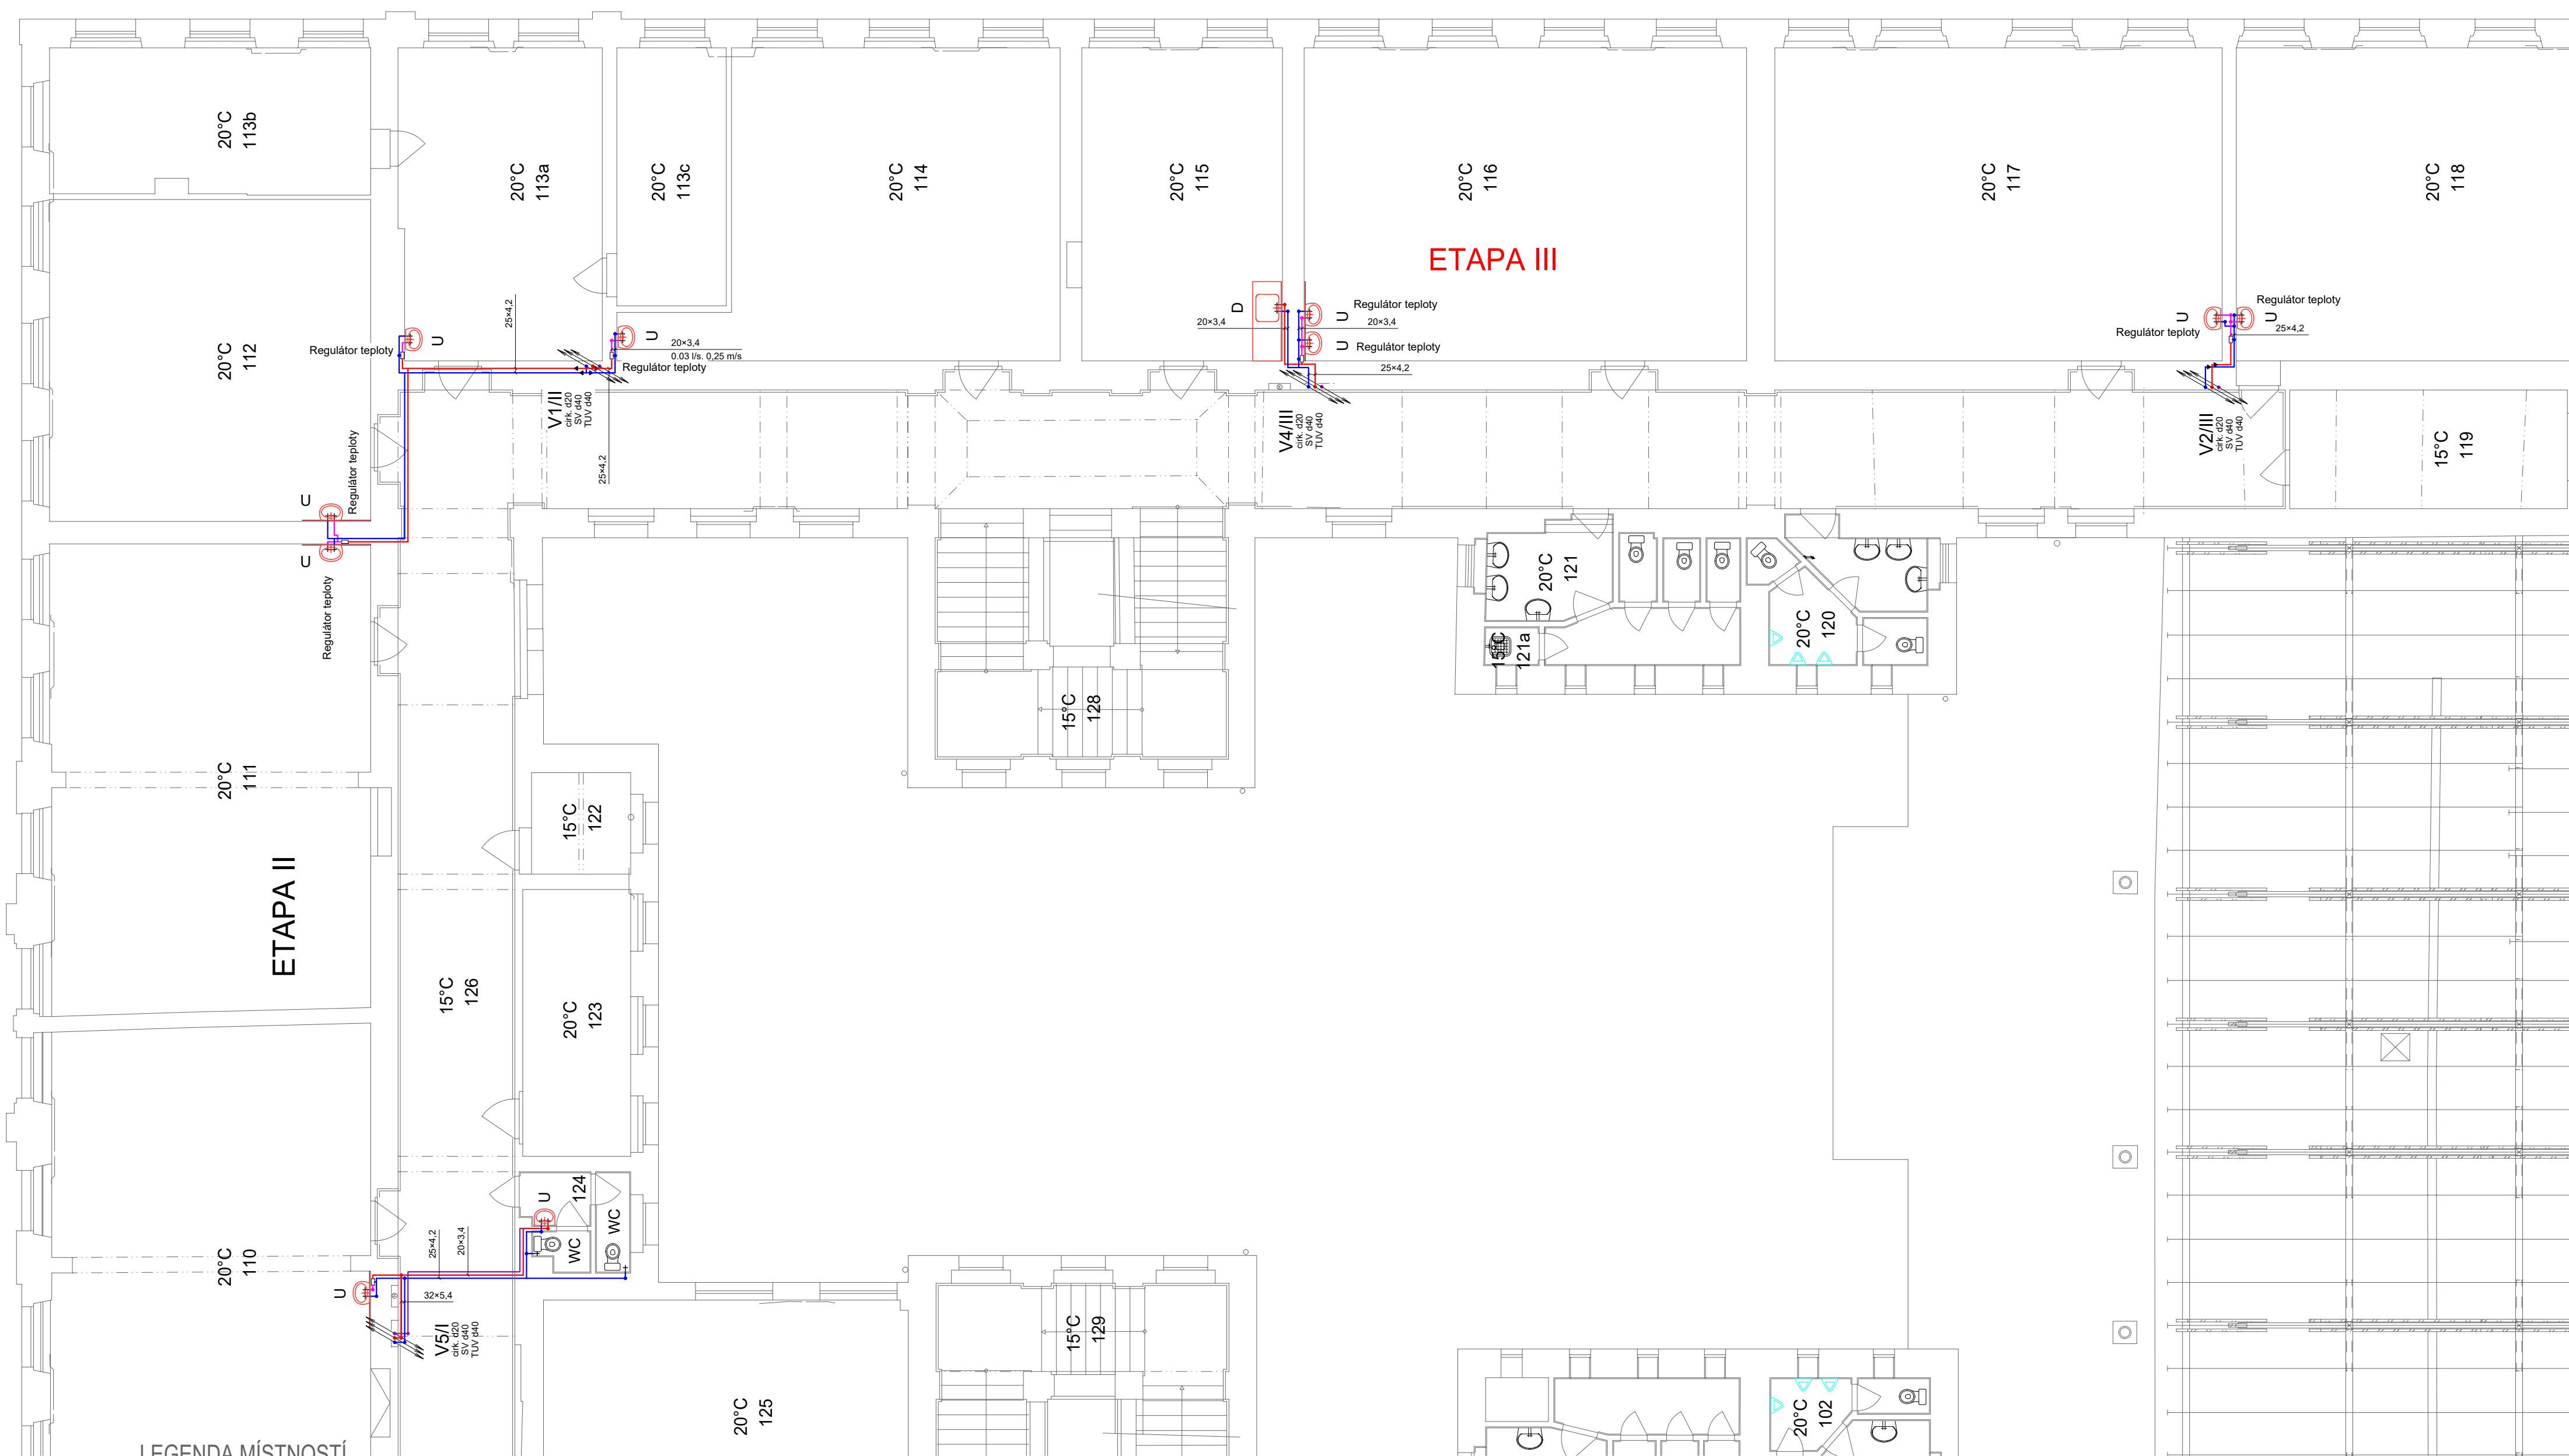 20°C
113b
20°C
113a
20°C
113c
20°C
114
20°C
115
20°C
116
20°C
117
20°C
118
ETAPA III
20°C
112
Regulátor teploty
U
25×4,2
U
20×3,4
0.03 l/s. 0,25 m/s
Regulátor teploty
25×4,2
V1/II
cirk. d20
SV d40
TUV d40
D
20×3,4
U
Regulátor teploty
20×3,4
U
Regulátor teploty
25×4,2
V4/III
cirk. d20
SV d40
TUV d40
U
Regulátor teploty
U
Regulátor teploty
25×4,2
V2/III
cirk. d20
SV d40
TUV d40
15°C
119
U
Regulátor teploty
U
Regulátor teploty
20°C
121
15°C
121a
20°C
120
15°C
128
20°C
111
15°C
122
ETAPA II
15°C
126
20°C
123
U
124
WC
WC
20°C
110
25×4,2
20×3,4
U
32×5,4
V5/I
cirk. d20
SV d40
TUV d40
15°C
129
20°C
125
20°C
102
LEGENDA MÍSTNOSTÍ